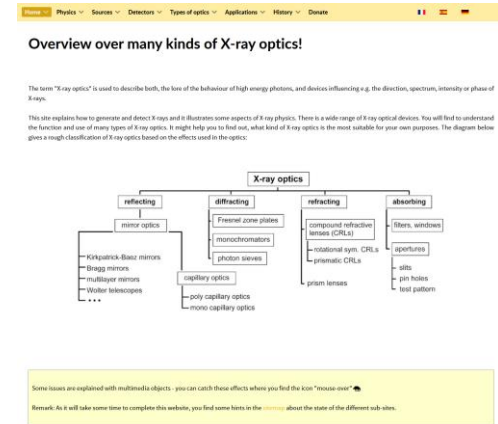 Home Physics Sources Detectors Types of optics Applications History Donate
Overview over many kinds of X-ray optics!
The term "X-ray optics" is used to describe both, the lore of the behaviour of high energy photons, and devices influencing e.g. the direction, spectrum, intensity or phase of
X-rays.
This site explains how to generate and detect X-rays and it illustrates some aspects of X-ray physics. There is a wide range of X-ray optical devices. You will find to understand
the function and use of many types of X-ray optics. It might help you to find out, what kind of X-ray optics is the most suitable for your own purposes. The diagram below
gives a rough classification of X-ray optics based on the effects used in the optics:
X-ray optics
reflecting
diffracting
refracting
absorbing
mirror optics
Kirkpatrick-Baez mirrors
Bragg mirrors
multilayer mirrors
Wolter telescopes
• • •
capillary optics
poly capillary optics
mono capillary optics
Fresnel zone plates
monochromators
photon sieves
compound refractive
lenses (CRLs)
rotational sym. CRLs
prismatic CRLs
prism lenses
filters, windows
apertures
slits
pin holes
test pattern
Some issues are explained with multimedia objects - you can catch these effects where you find the icon "mouse-over"
Remark: As it will take some time to complete this website, you find some hints in the sitemap about the state of the different sub-sites.